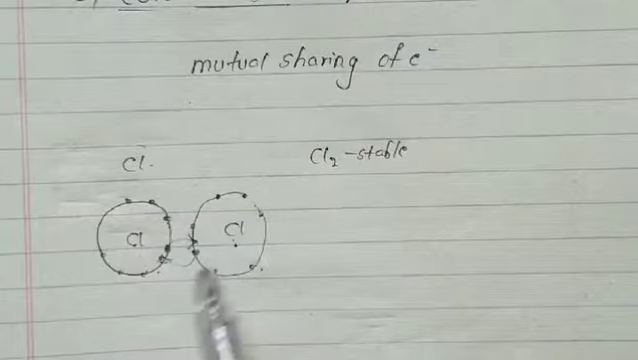 mutual sharing of e⁻
Cl.
Cl₂ - stable
Cl
Cl